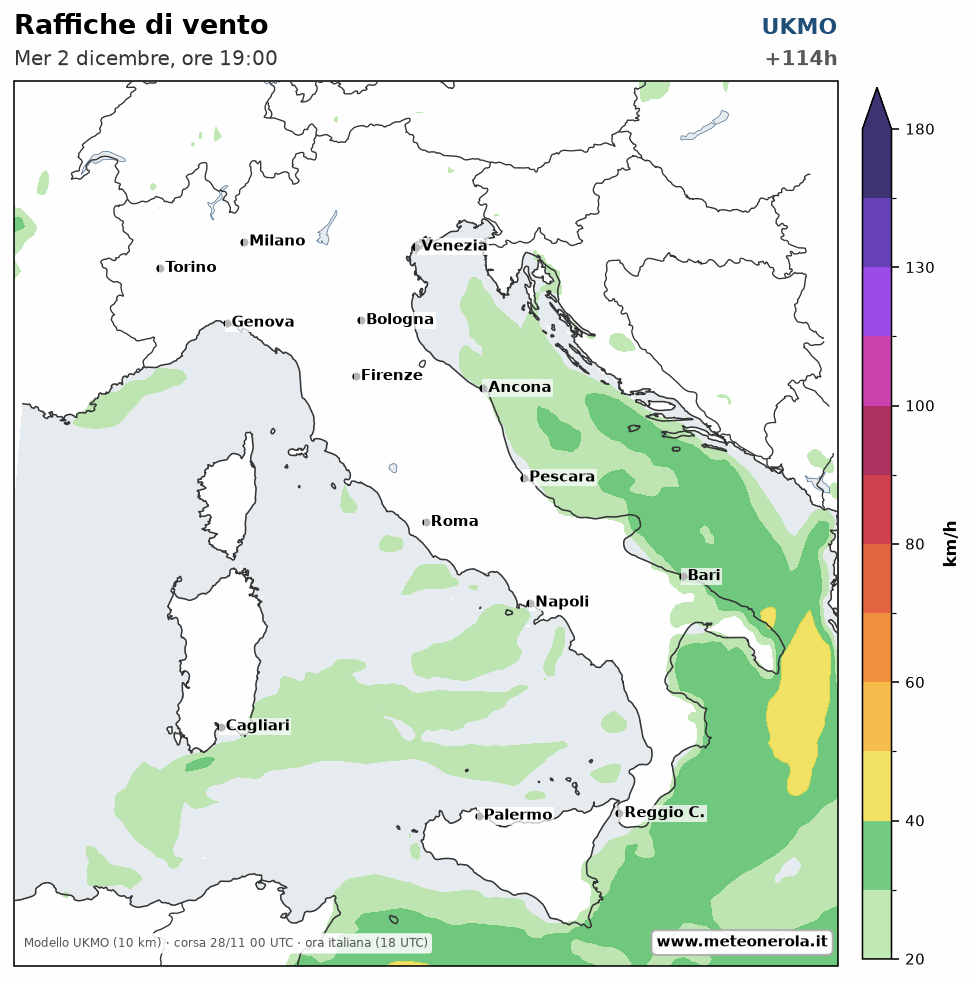 Raffiche di vento
UKMO
Mer 2 dicembre, ore 19:00
+114h
180
130
100
80
60
40
20
km/h
Milano
Venezia
Torino
Genova
Bologna
Firenze
Ancona
Pescara
Roma
Bari
Napoli
Cagliari
Palermo
Reggio C.
Modello UKMO (10 km) · corsa 28/11 00 UTC · ora italiana (18 UTC)
www.meteonerola.it